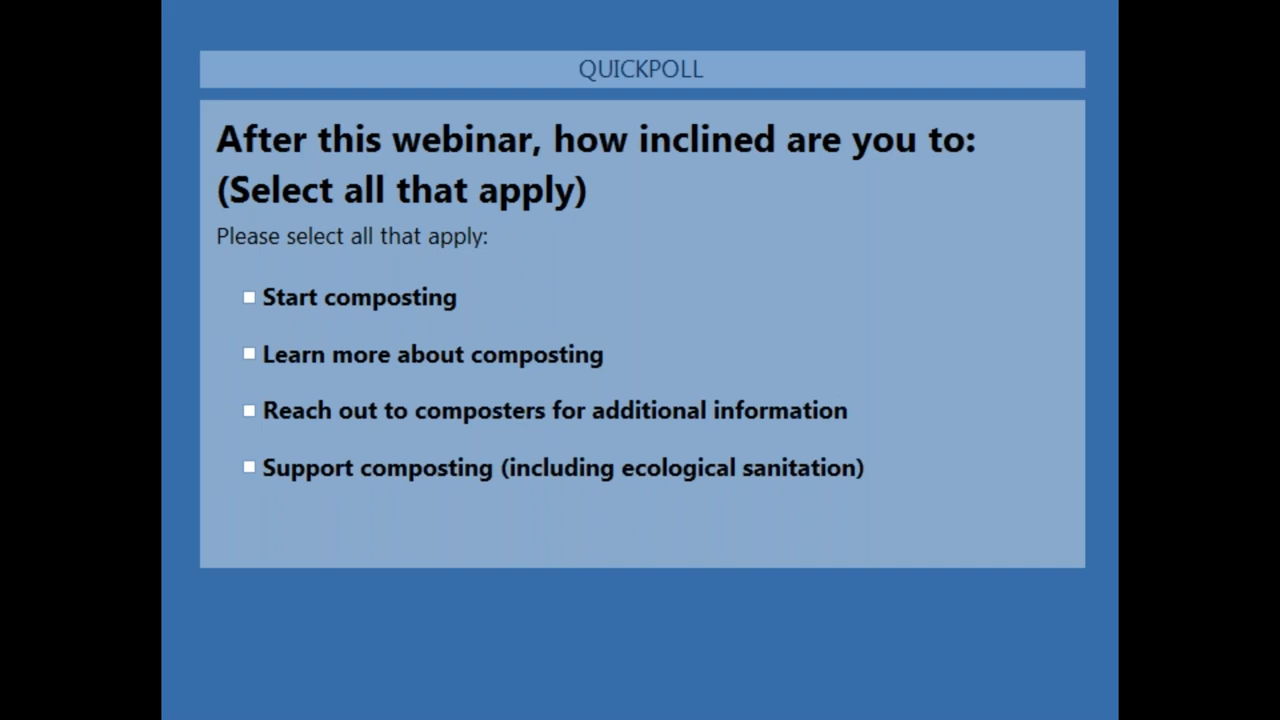 QUICKPOLL
After this webinar, how inclined are you to:
(Select all that apply)
Please select all that apply:
Start composting
Learn more about composting
Reach out to composters for additional information
Support composting (including ecological sanitation)